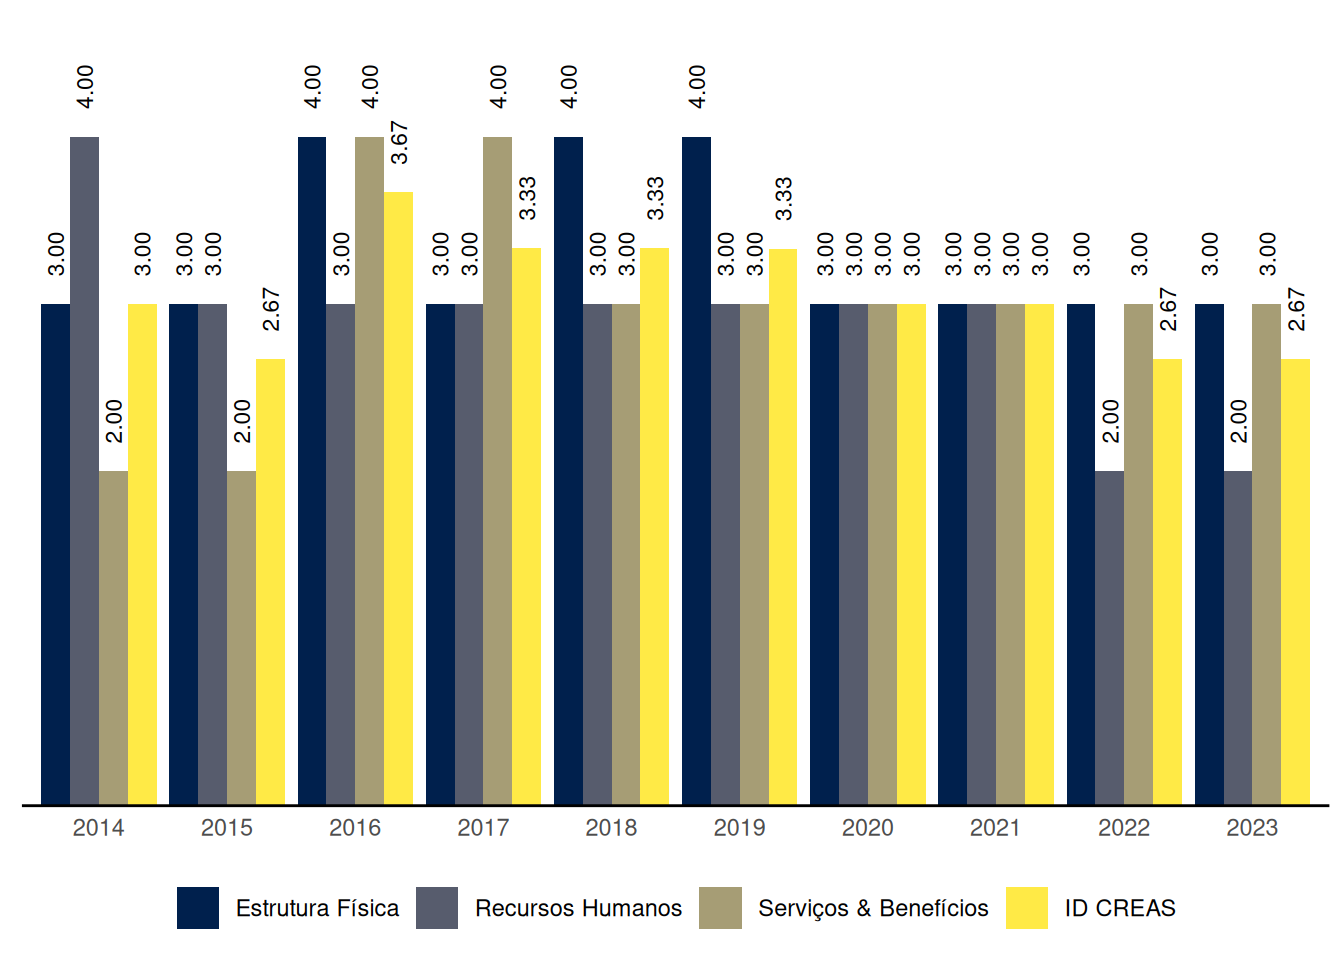 4.00 4.00 4.00 4.00 4.00 4.00
3.67
3.33 3.33 3.33
3.00 3.00 3.00 3.00 3.00 3.00 3.00 3.00 3.00 3.00 3.00 3.00 3.00 3.00 3.00 3.00 3.00 3.00 3.00 3.00 3.00 3.00 3.00
2.67 2.67 2.67
2.00 2.00 2.00 2.00
2014 2015 2016 2017 2018 2019 2020 2021 2022 2023
Estrutura Física Recursos Humanos Serviços & Benefícios ID CREAS